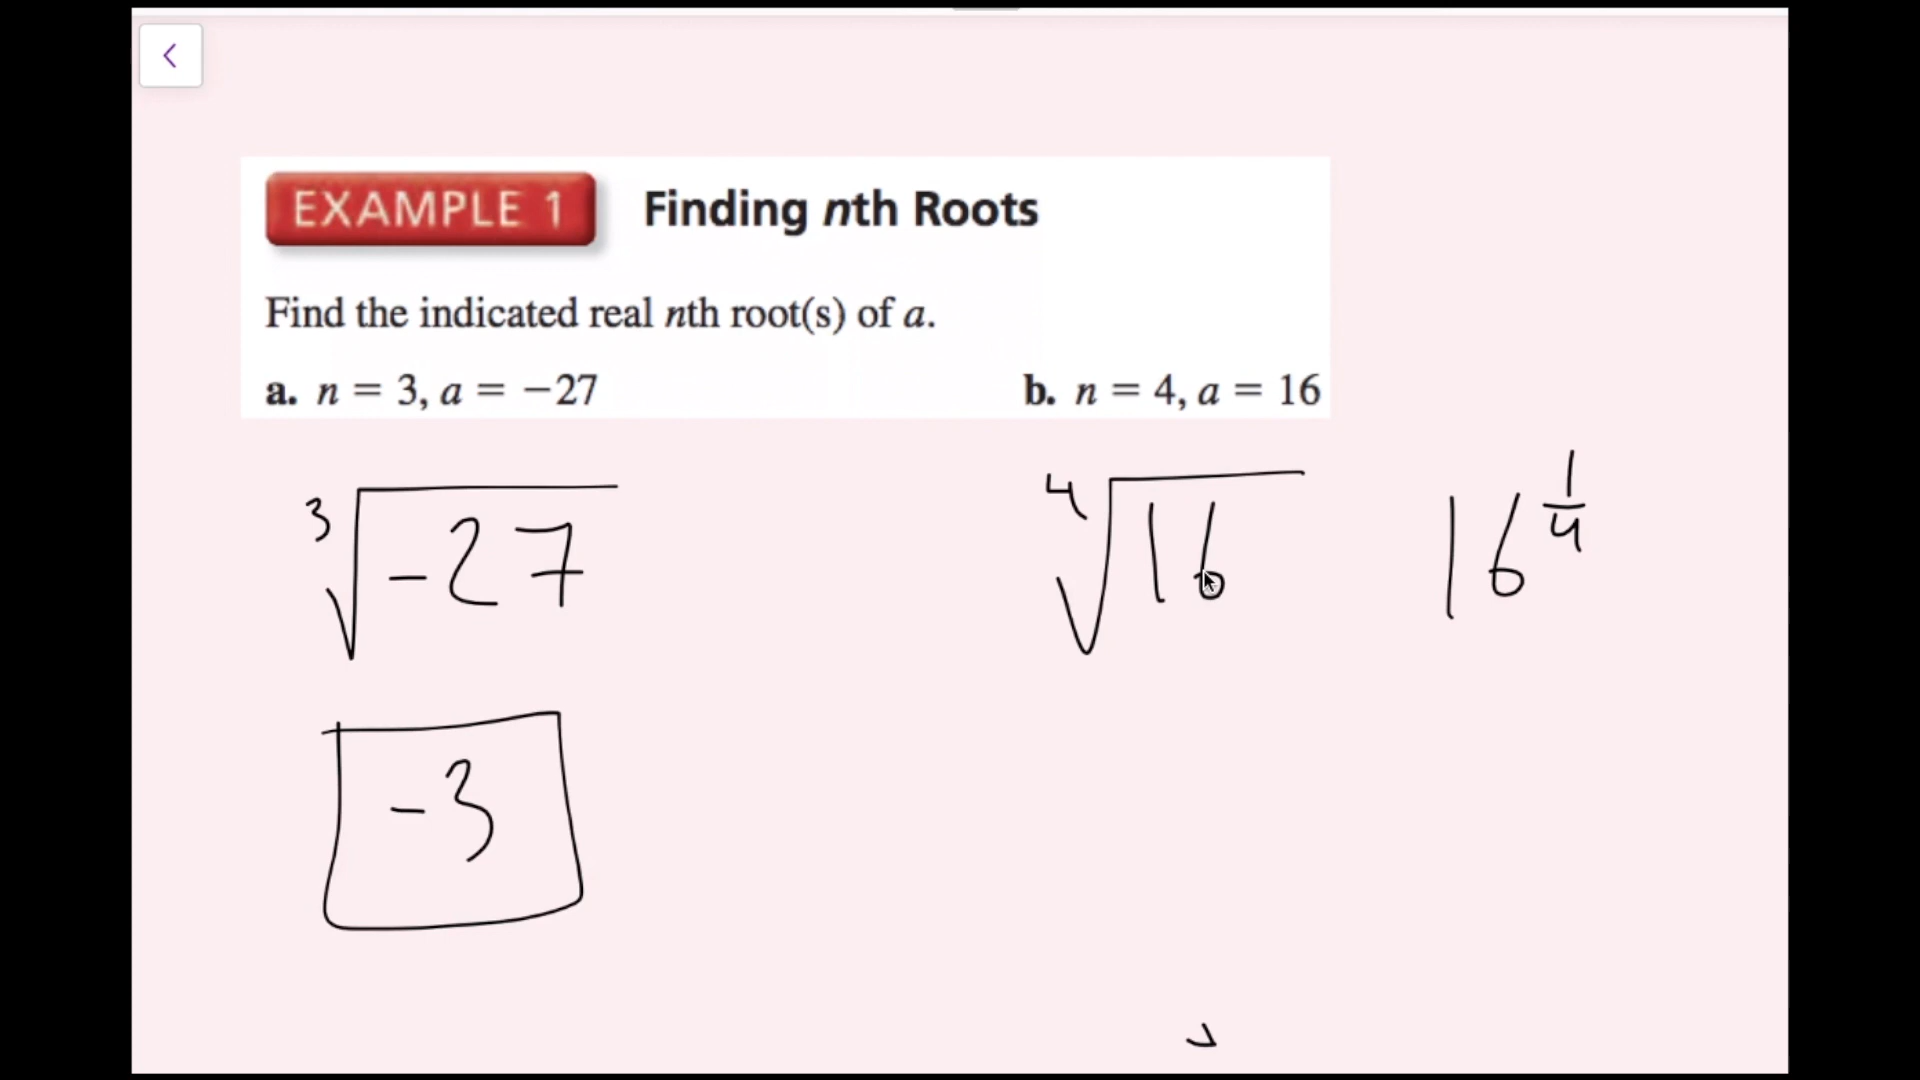 EXAMPLE 1 Finding nth Roots
Find the indicated real nth root(s) of a.
a. n = 3, a = −27 b. n = 4, a = 16
∛-27 ∜16 16^1/4
-3